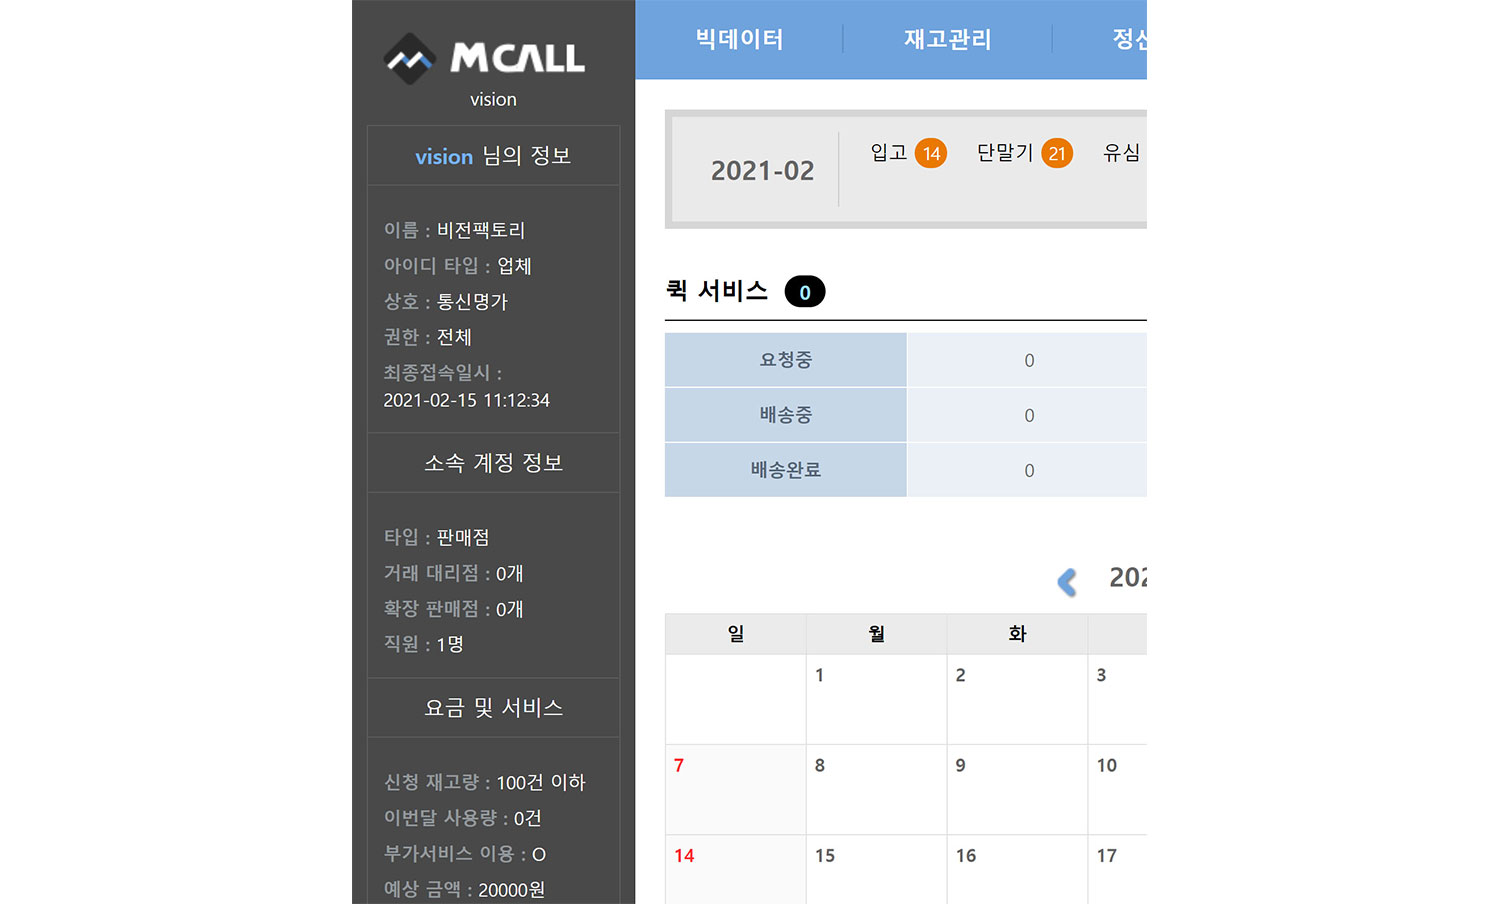 MCALL
vision
vision 님의 정보
이름 : 비전팩토리
아이디 타입 : 업체
상호 : 통신명가
권한 : 전체
최종접속일시 :
2021-02-15 11:12:34
소속 계정 정보
타입 : 판매점
거래 대리점 : 0개
확장 판매점 : 0개
직원 : 1명
요금 및 서비스
신청 재고량 : 100건 이하
이번달 사용량 : 0건
부가서비스 이용 : O
예상 금액 : 20000원
빅데이터 재고관리 정산
2021-02 입고 14 단말기 21 유심
퀵 서비스 0
요청중 0
배송중 0
배송완료 0
202
일 월 화
1 2 3
7 8 9 10
14 15 16 17